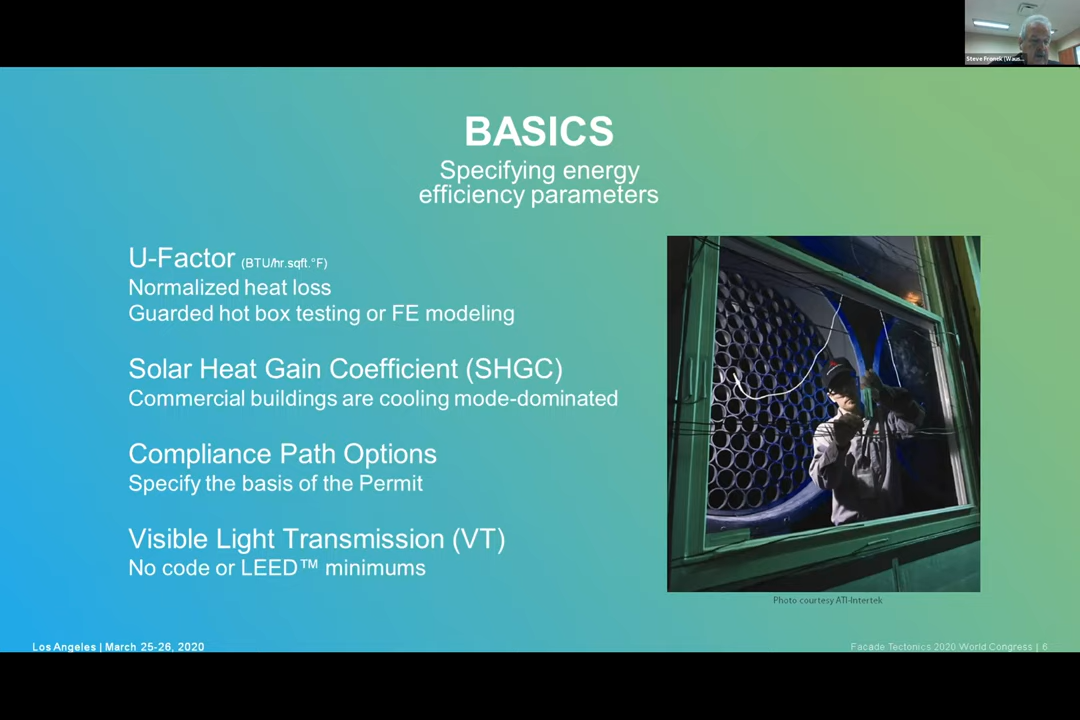 Steve Fronek (Waus...
BASICS
Specifying energy
efficiency parameters
U-Factor (BTU/hr.sqft.°F)
Normalized heat loss
Guarded hot box testing or FE modeling
Solar Heat Gain Coefficient (SHGC)
Commercial buildings are cooling mode-dominated
Compliance Path Options
Specify the basis of the Permit
Visible Light Transmission (VT)
No code or LEED™ minimums
Photo courtesy ATI-Intertek
Los Angeles | March 25-26, 2020
Facade Tectonics 2020 World Congress | 6